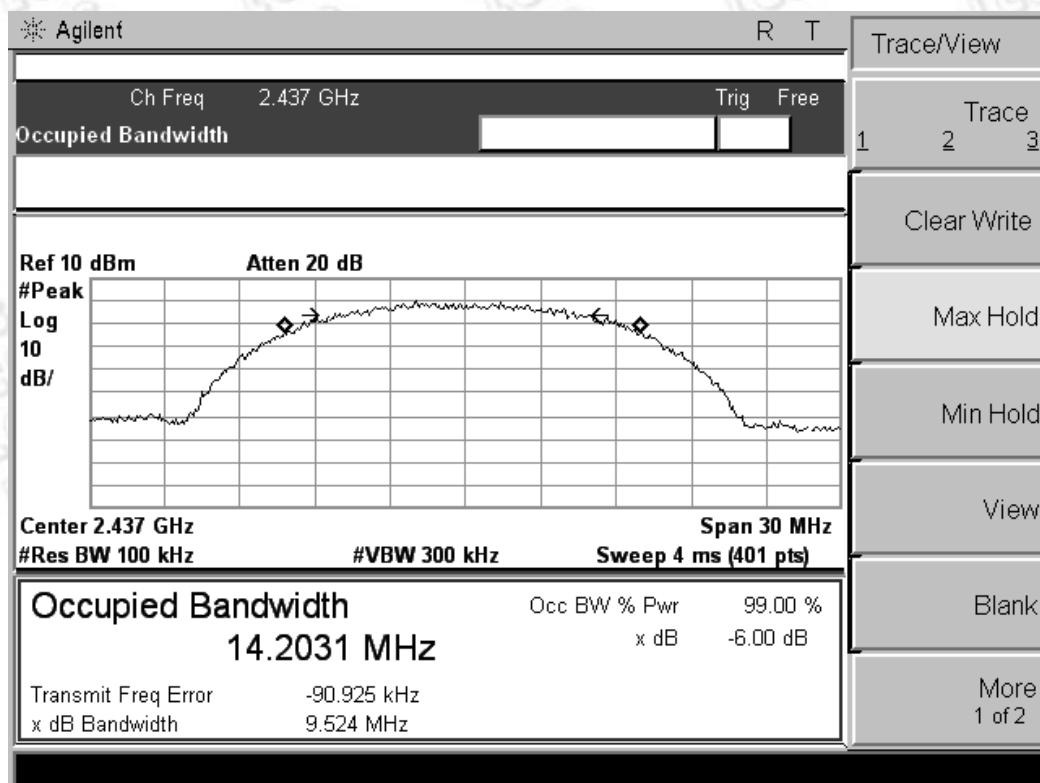 Agilent R T
Trace/View
Ch Freq 2.437 GHz Trig Free
Occupied Bandwidth
Trace
1 2 3
Clear Write
Ref 10 dBm Atten 20 dB
#Peak
Log
10
dB/
Max Hold
Min Hold
View
Center 2.437 GHz Span 30 MHz
#Res BW 100 kHz #VBW 300 kHz Sweep 4 ms (401 pts)
Occupied Bandwidth
14.2031 MHz
Occ BW % Pwr 99.00 %
x dB -6.00 dB
Transmit Freq Error -90.925 kHz
x dB Bandwidth 9.524 MHz
Blank
More
1 of 2